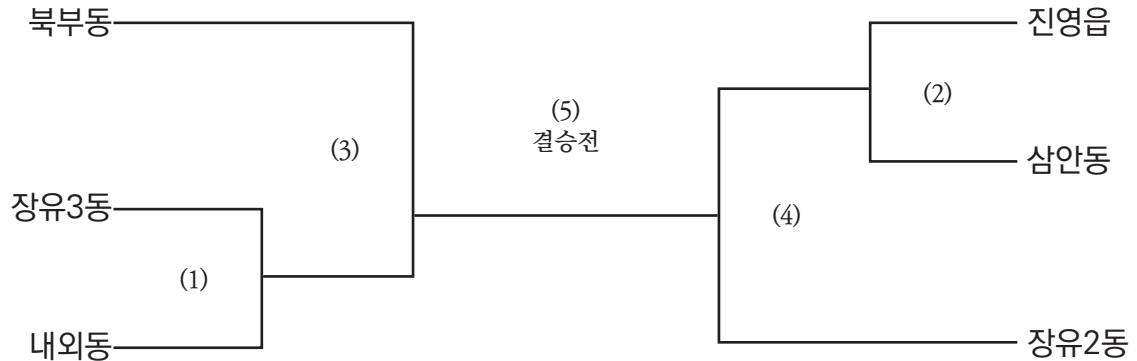 북부동
진영읍
(2)
(5)
결승전
(3)
삼안동
장유3동
(4)
(1)
내외동
장유2동